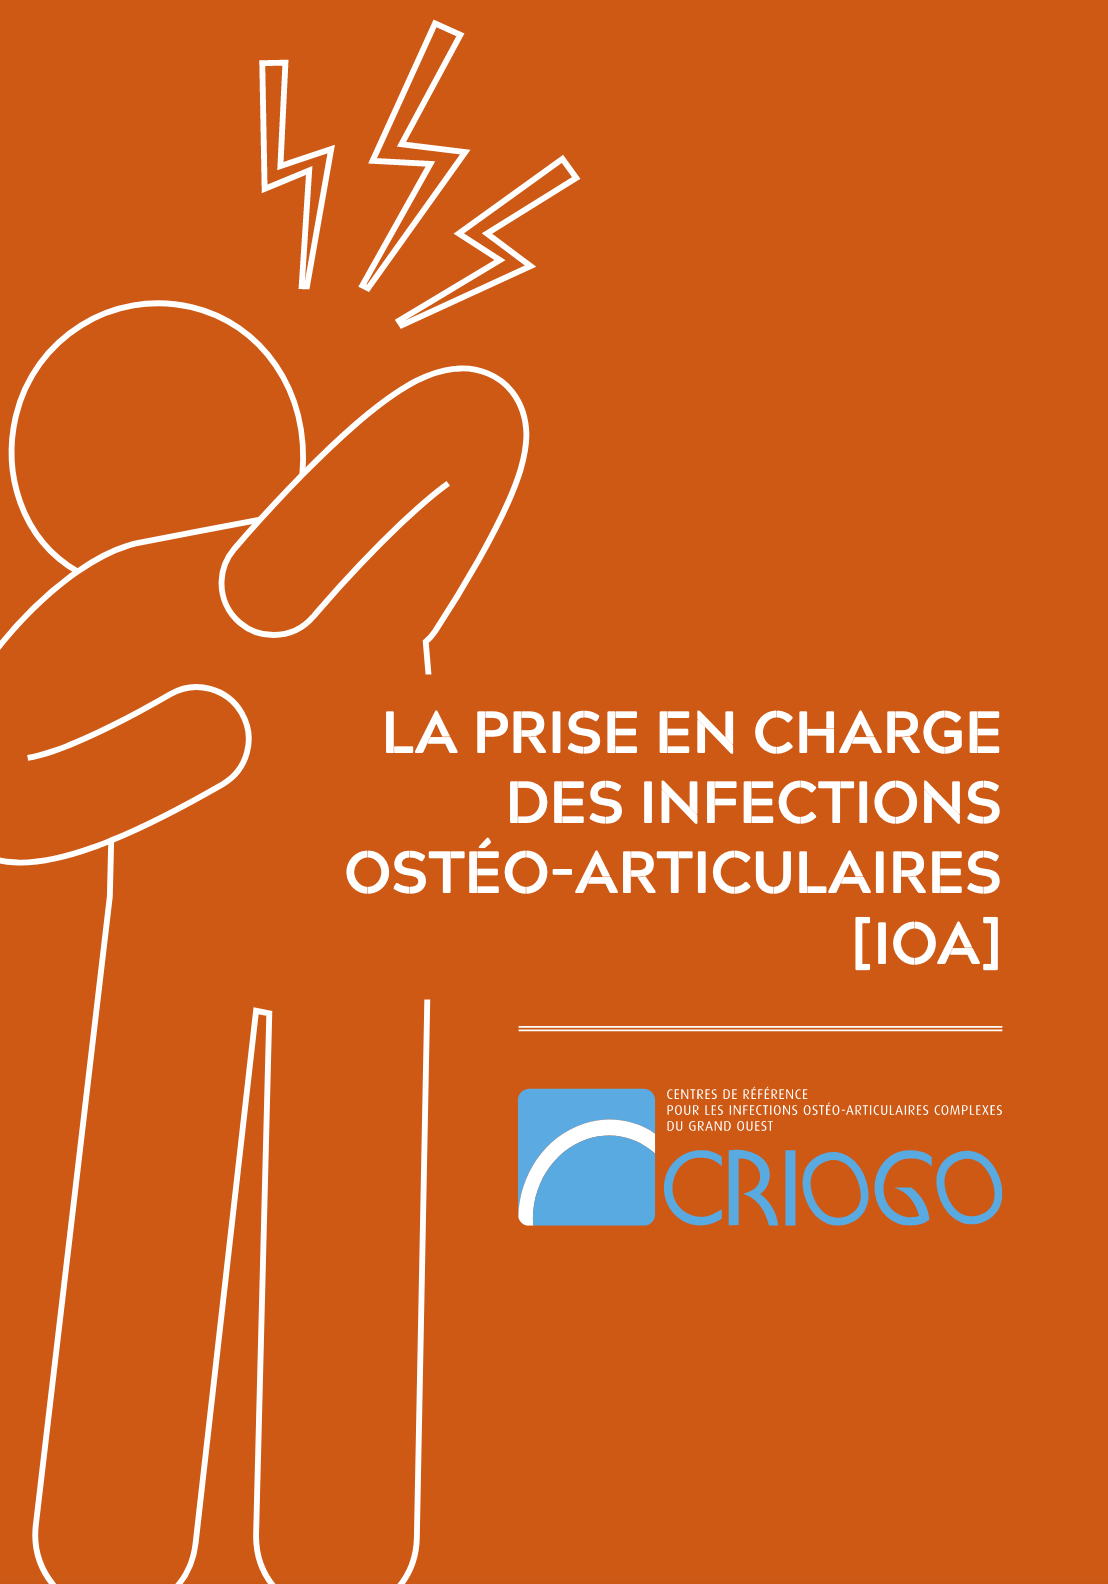 LA PRISE EN CHARGE
DES INFECTIONS
OSTÉO-ARTICULAIRES
[IOA]
CENTRES DE RÉFÉRENCE
POUR LES INFECTIONS OSTÉO-ARTICULAIRES COMPLEXES
DU GRAND OUEST
CRIOGO